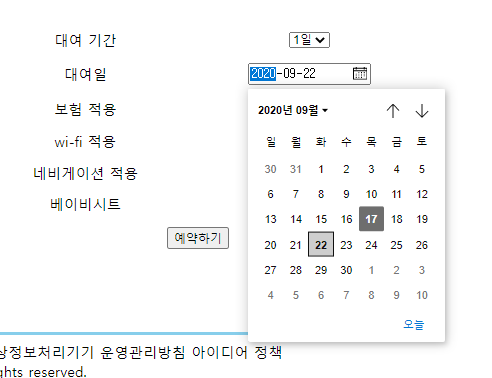 대여 기간 1일
대여일 2020-09-22
보험 적용
2020년 09월
wi-fi 적용
네비게이션 적용
베이비시트
예약하기
일 월 화 수 목 금 토
30 31 1 2 3 4 5
6 7 8 9 10 11 12
13 14 15 16 17 18 19
20 21 22 23 24 25 26
27 28 29 30 1 2 3
4 5 6 7 8 9 10
오늘
상정보처리기기 운영관리방침 아이디어 정책
ghts reserved.